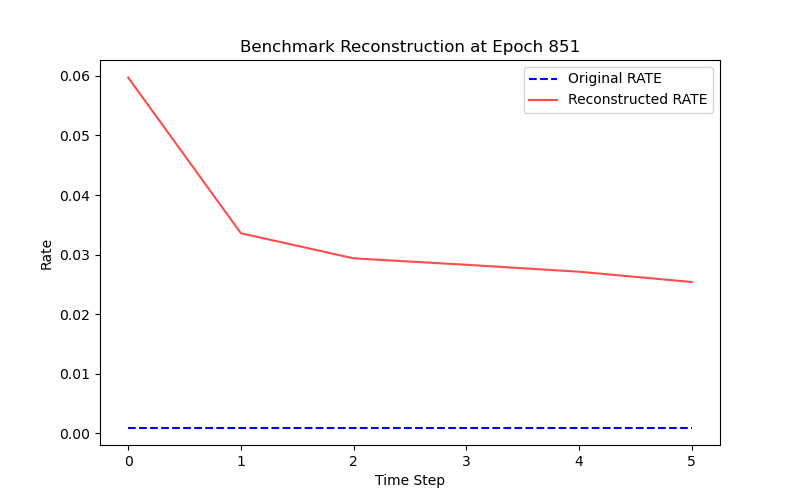 Benchmark Reconstruction at Epoch 851
Original RATE
Reconstructed RATE
Rate
0.06
0.05
0.04
0.03
0.02
0.01
0.00
0 1 2 3 4 5
Time Step